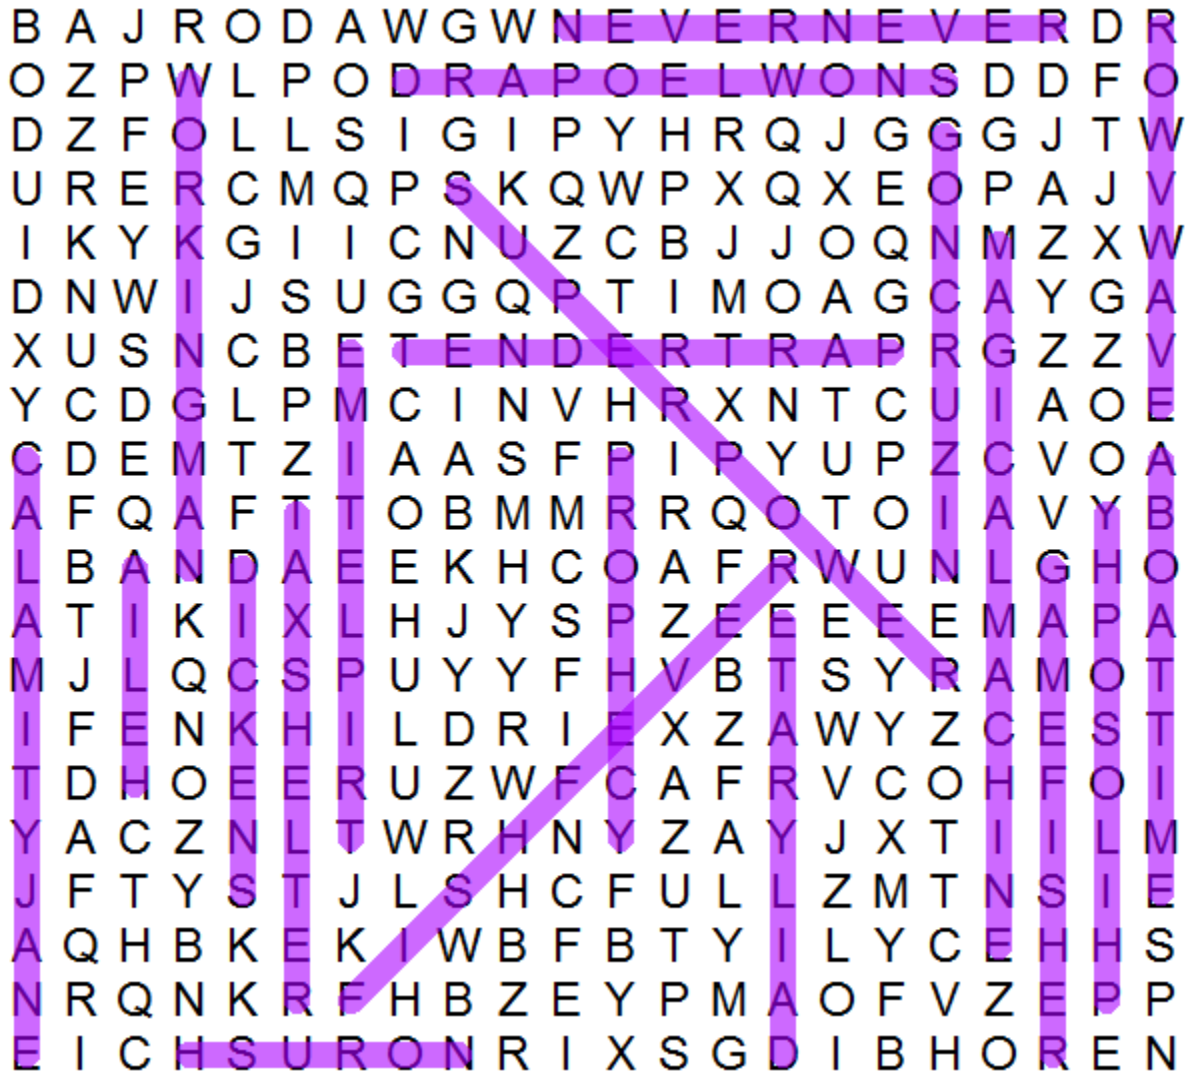 B A J R O D A W G W N E V E R N E V E R D R
O Z P W L P O D R A P O E L W O N S D D F O
D Z F O L L S I G I P Y H R Q J G G G J T W
U R E R C M Q P S K Q W P X Q X E O P A J V
I K Y K G I I C N U Z C B J J O Q N M Z X W
D N W I J S U G G Q P T I M O A G C A Y G A
X U S N C B E T E N D E R T R A P R G Z Z V
Y C D G L P M C I N V H R X N T C U I A O E
C D E M T Z I A A S F P I P Y U P Z C V O A
A F Q A F T T O B M M R R Q O T O I A V Y B
L B A N D A E E K H C O A F R W U N L G H O
A T I K I X L H J Y S P Z E E E E E M A P A
M J L Q C S P U Y Y F H V B T S Y R A M O T
I F E N K H I L D R I E X Z A W Y Z C E S T
T D H O E E R U Z W F C A F R V C O H F O I
Y A C Z N L T W R H N Y Z A Y J X T I I L M
J F T Y S T J L S H C F U L L Z M T N S I E
A Q H B K E K I W B F B T Y I L Y C E H H S
N R Q N K R F H B Z E Y P M A O F V Z E P P
E I C H S U R O N R I X S G D I B H O R E N